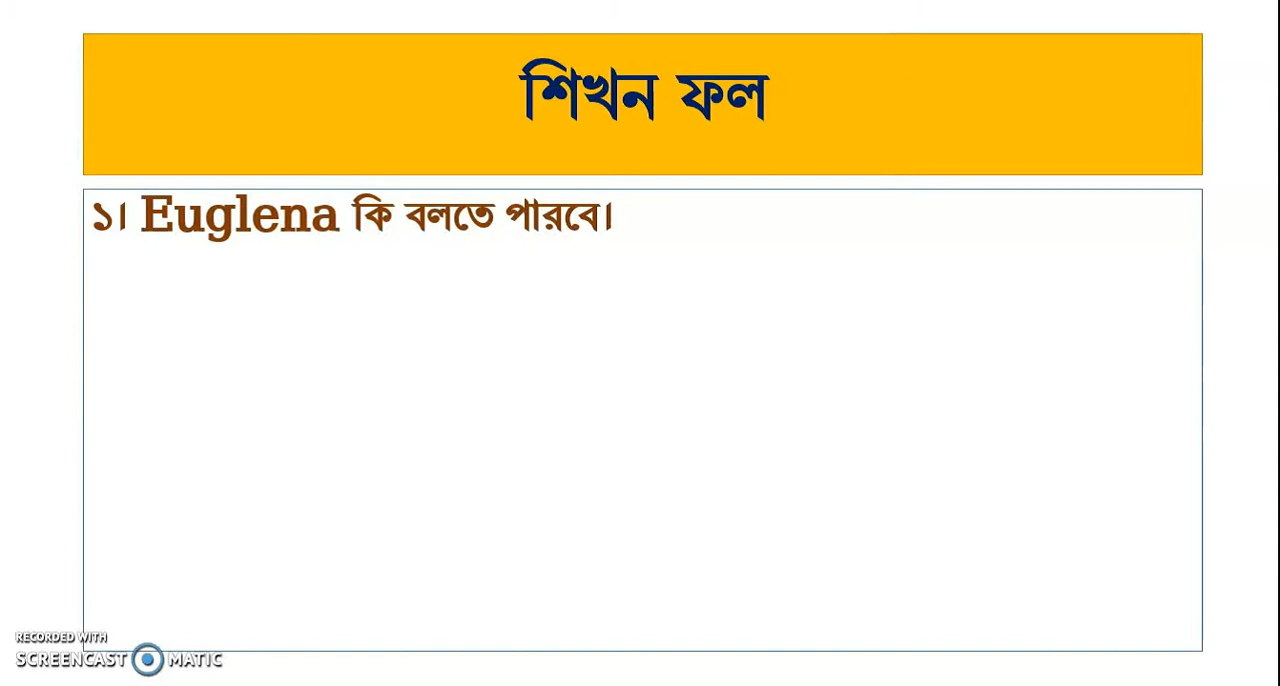 শিখন ফল
১। Euglena কি বলতে পারবে।
RECORDED WITH
SCREENCAST MATIC